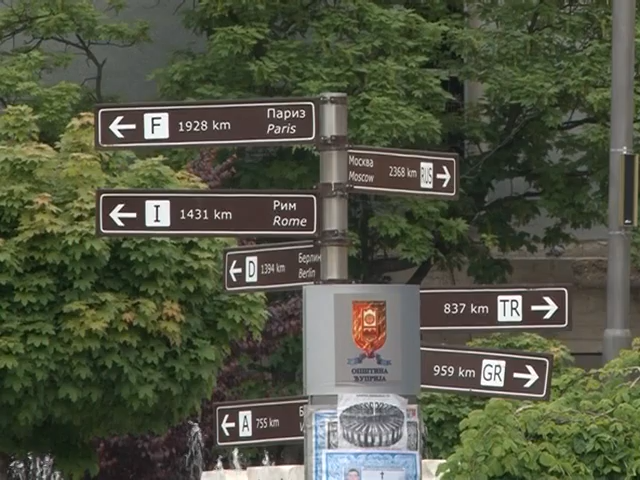 F 1928 km Париз
Paris
Москва
Moscow 2368 km RUS
I 1431 km Рим
Rome
D 1394 km Берлин
Berlin
837 km TR
959 km GR
ОПШТИНА
ЋУПРИЈА
A 755 km